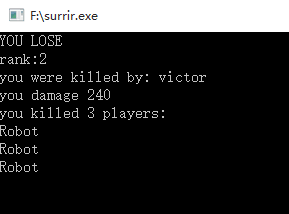 F:\surrir.exe
YOU LOSE
rank:2
you were killed by: victor
you damage 240
you killed 3 players:
Robot
Robot
Robot